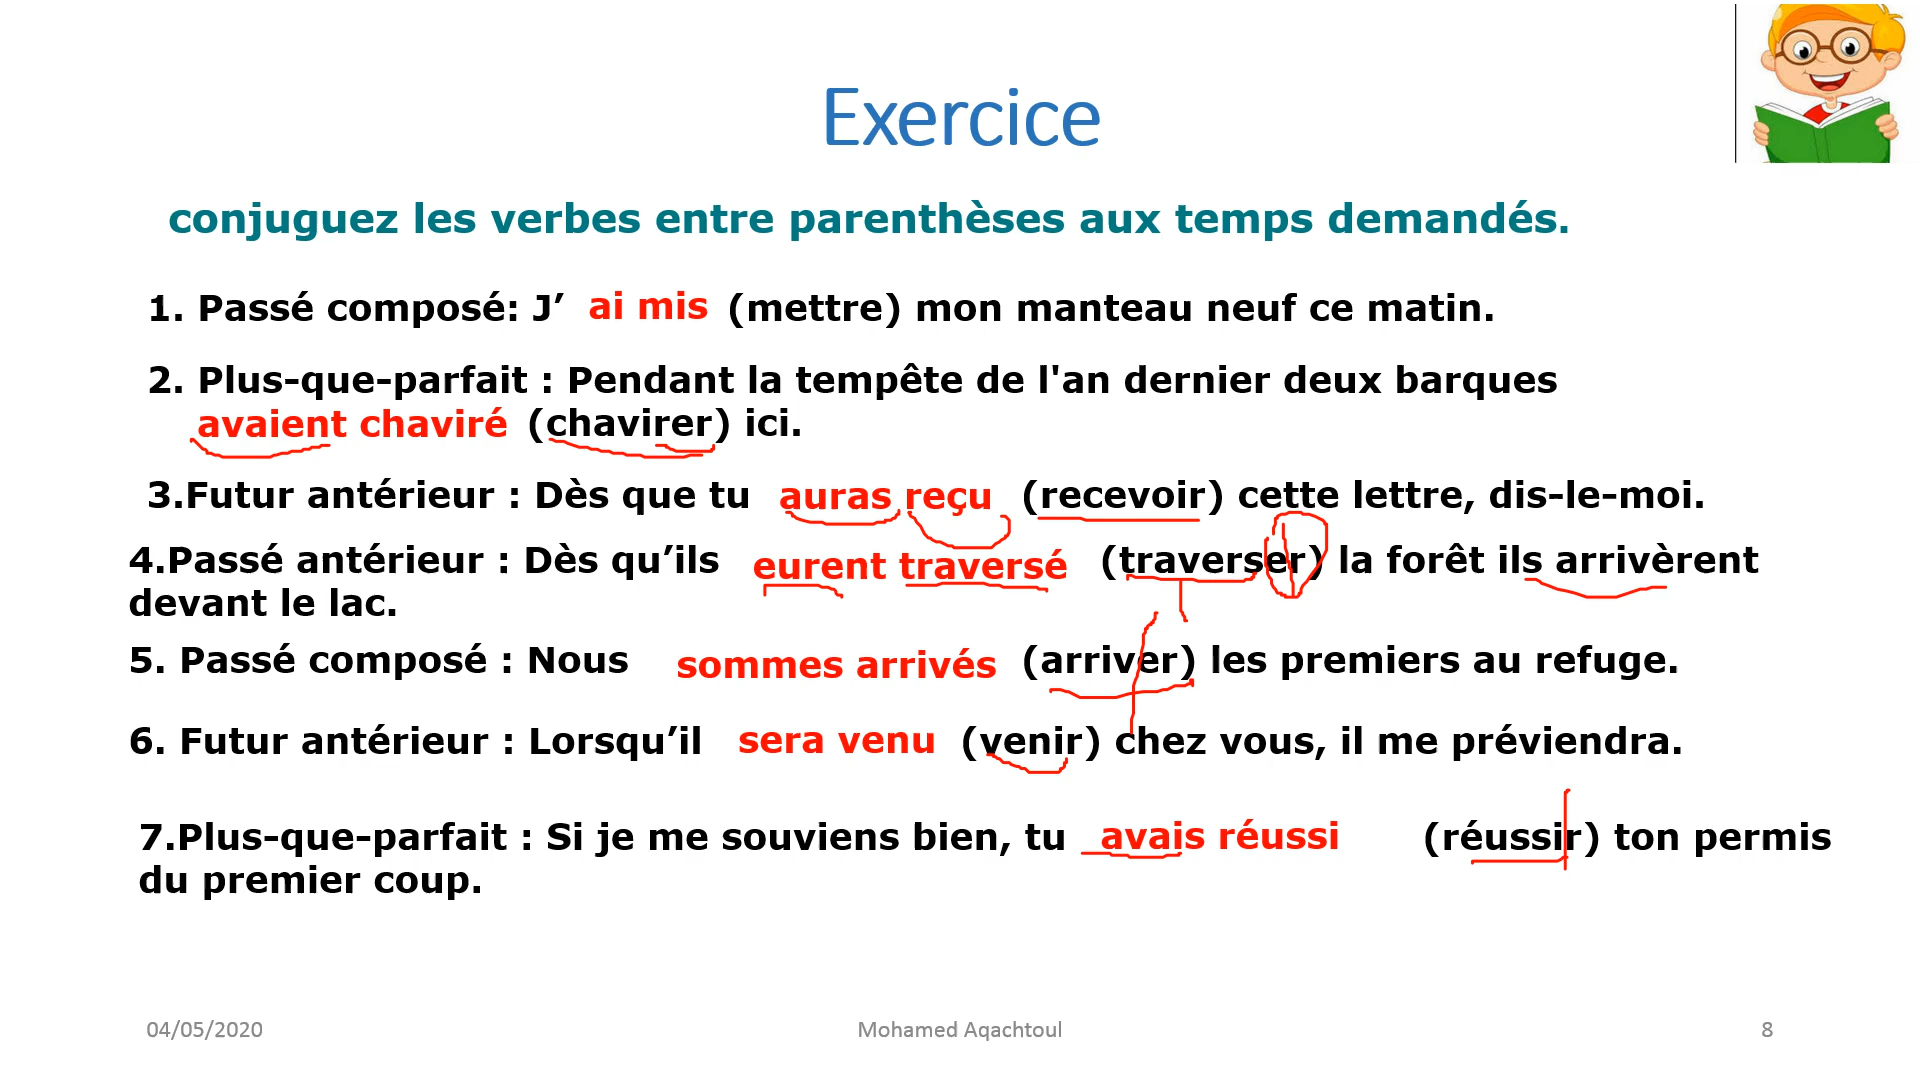 Exercice
conjuguez les verbes entre parenthèses aux temps demandés.
1. Passé composé: J’ ai mis (mettre) mon manteau neuf ce matin.
2. Plus-que-parfait : Pendant la tempête de l'an dernier deux barques
avaient chaviré (chavirer) ici.
3.Futur antérieur : Dès que tu auras reçu (recevoir) cette lettre, dis-le-moi.
4.Passé antérieur : Dès qu’ils eurent traversé (traverser) la forêt ils arrivèrent
devant le lac.
5. Passé composé : Nous sommes arrivés (arriver) les premiers au refuge.
6. Futur antérieur : Lorsqu’il sera venu (venir) chez vous, il me préviendra.
7.Plus-que-parfait : Si je me souviens bien, tu avais réussi (réussir) ton permis
du premier coup.
04/05/2020 Mohamed Aqachtoul 8